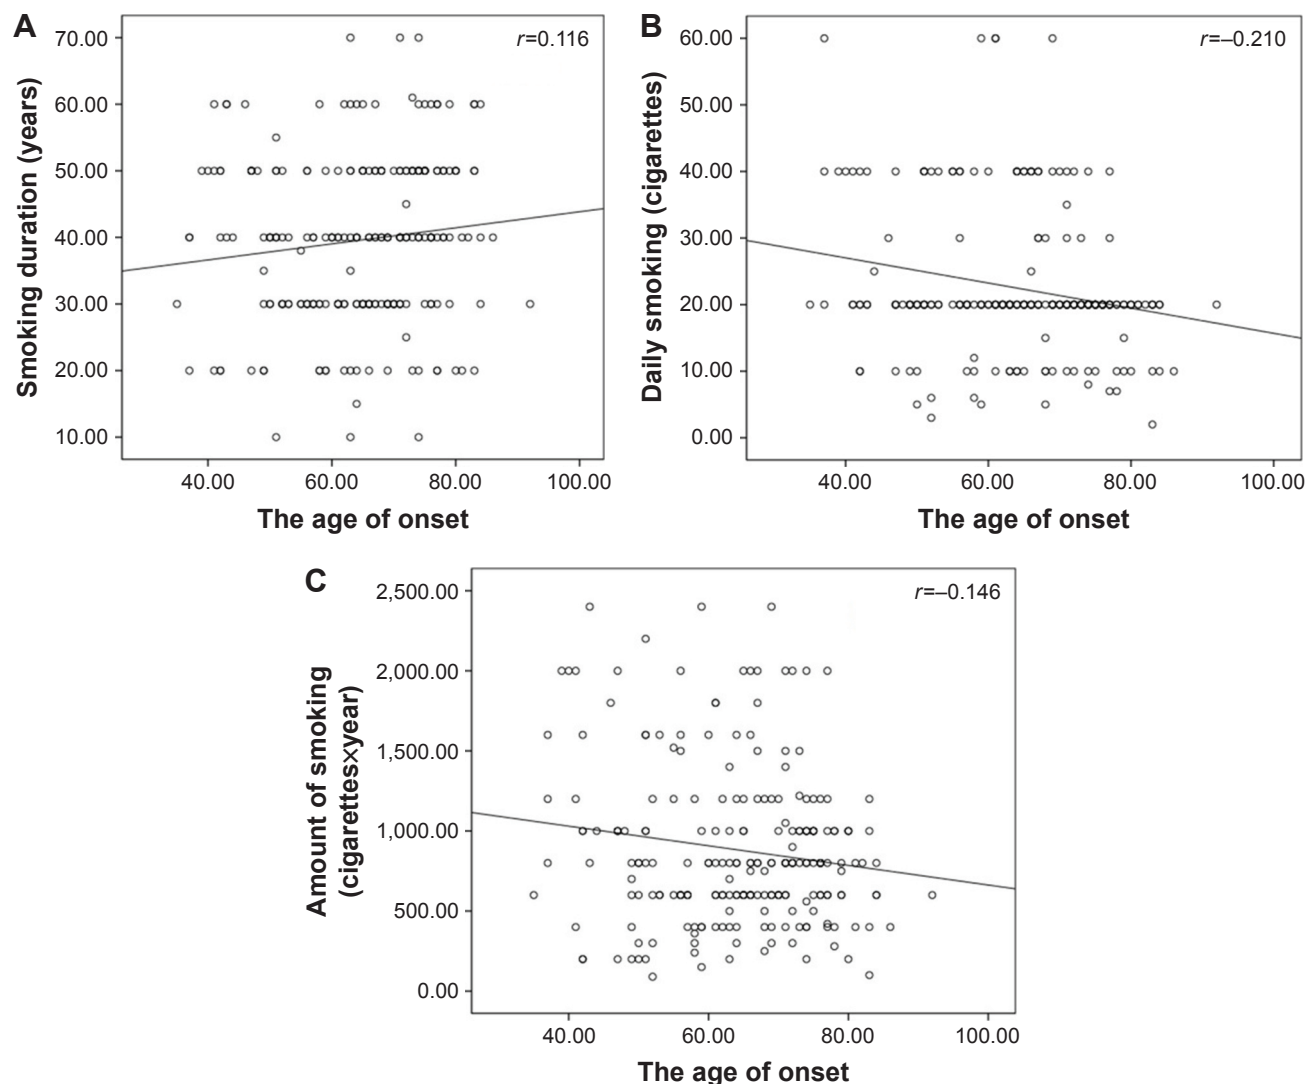 A
r=0.116
Smoking duration (years)
70.00
60.00
50.00
40.00
30.00
20.00
10.00
40.00 60.00 80.00 100.00
The age of onset
B
r=–0.210
Daily smoking (cigarettes)
60.00
50.00
40.00
30.00
20.00
10.00
0.00
40.00 60.00 80.00 100.00
The age of onset
C
r=–0.146
Amount of smoking
(cigarettes×year)
2,500.00
2,000.00
1,500.00
1,000.00
500.00
0.00
40.00 60.00 80.00 100.00
The age of onset